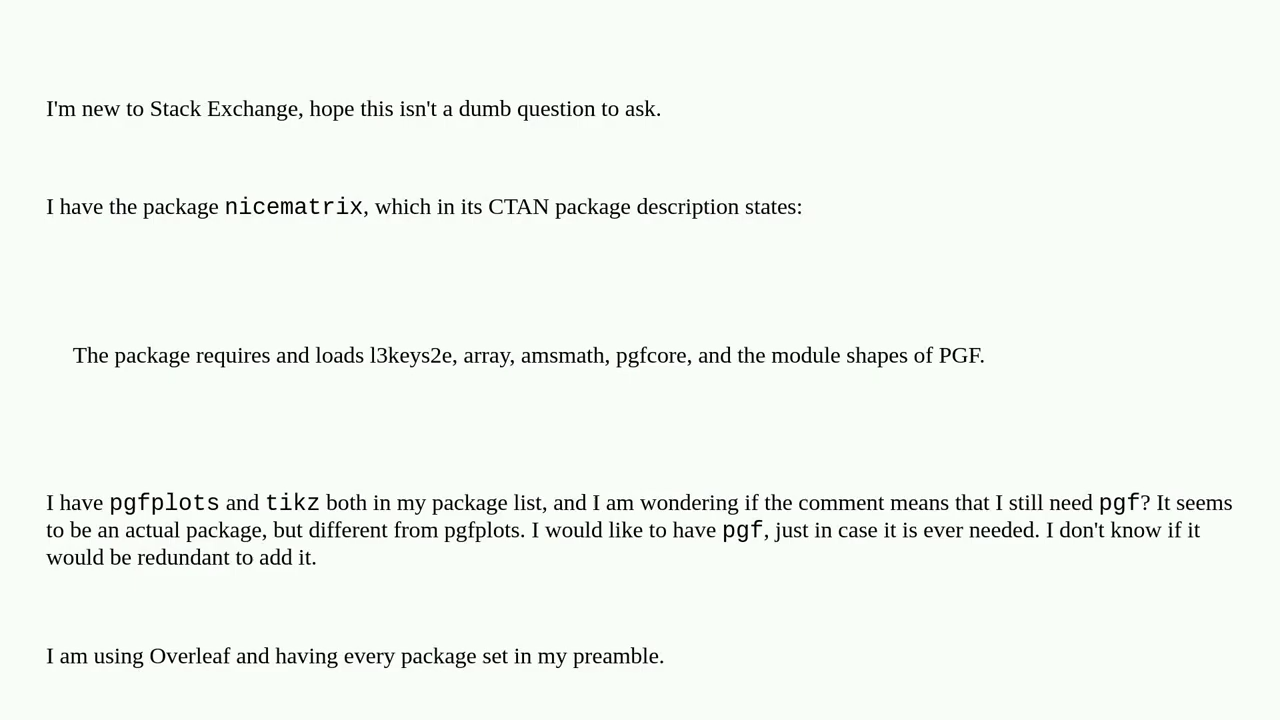 I'm new to Stack Exchange, hope this isn't a dumb question to ask.
I have the package nicematrix, which in its CTAN package description states:
The package requires and loads l3keys2e, array, amsmath, pgfcore, and the module shapes of PGF.
I have pgfplots and tikz both in my package list, and I am wondering if the comment means that I still need pgf? It seems
to be an actual package, but different from pgfplots. I would like to have pgf, just in case it is ever needed. I don't know if it
would be redundant to add it.
I am using Overleaf and having every package set in my preamble.